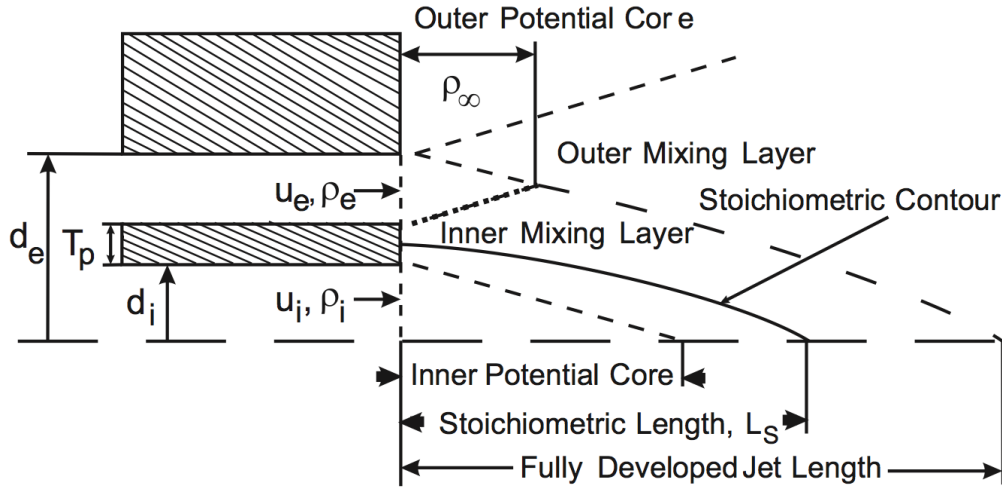 Outer Potential Core
ρ∞
Outer Mixing Layer
uₑ, ρₑ
Stoichiometric Contour
dₑ
Tₚ
Inner Mixing Layer
dᵢ
uᵢ, ρᵢ
Inner Potential Core
Stoichiometric Length, L_S
Fully Developed Jet Length